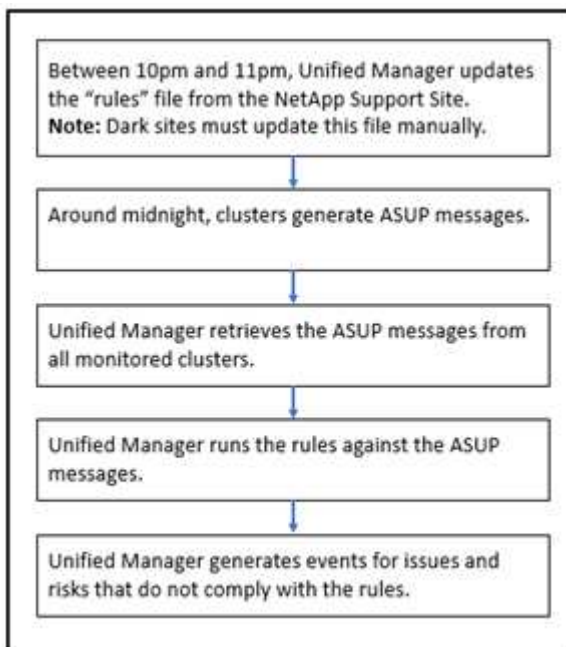 Between 10pm and 11pm, Unified Manager updates
the “rules” file from the NetApp Support Site.
Note: Dark sites must update this file manually.
Around midnight, clusters generate ASUP messages.
Unified Manager retrieves the ASUP messages from
all monitored clusters.
Unified Manager runs the rules against the ASUP
messages.
Unified Manager generates events for issues and
risks that do not comply with the rules.